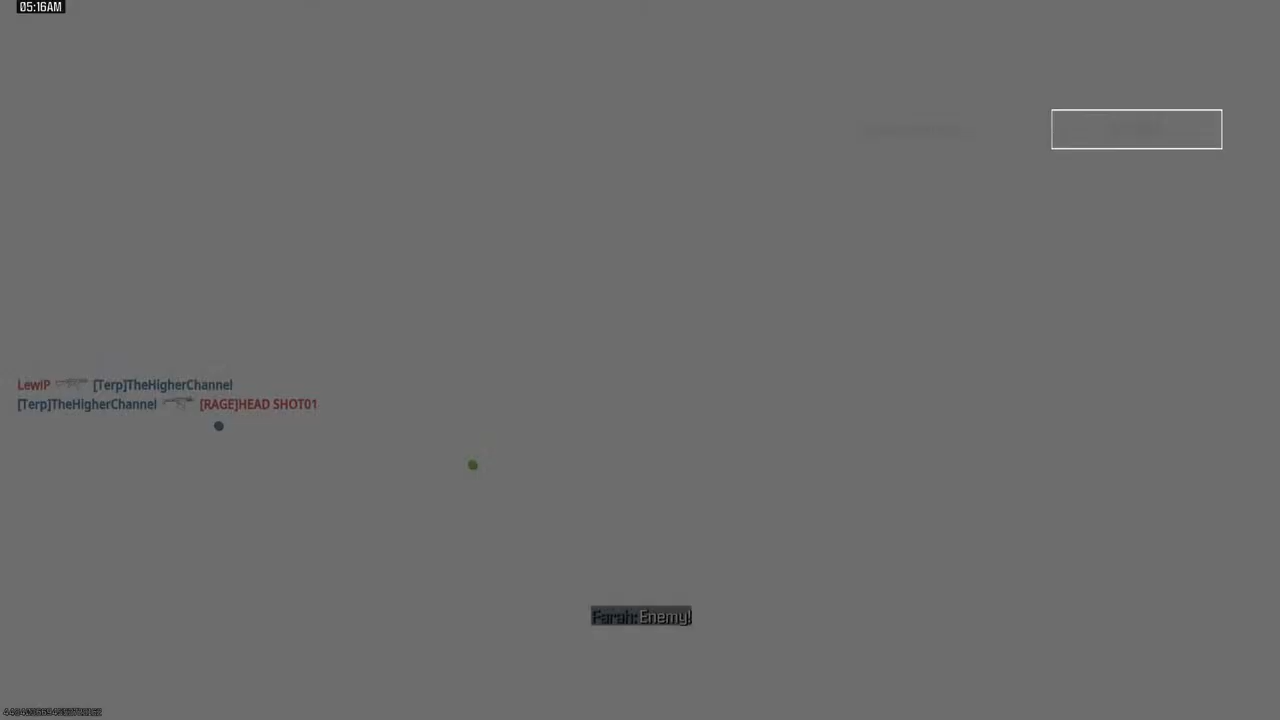 05:16AM
LewiP [Terp]TheHigherChannel
[Terp]TheHigherChannel [RAGE]HEAD SHOT01
Farah: Enemy!